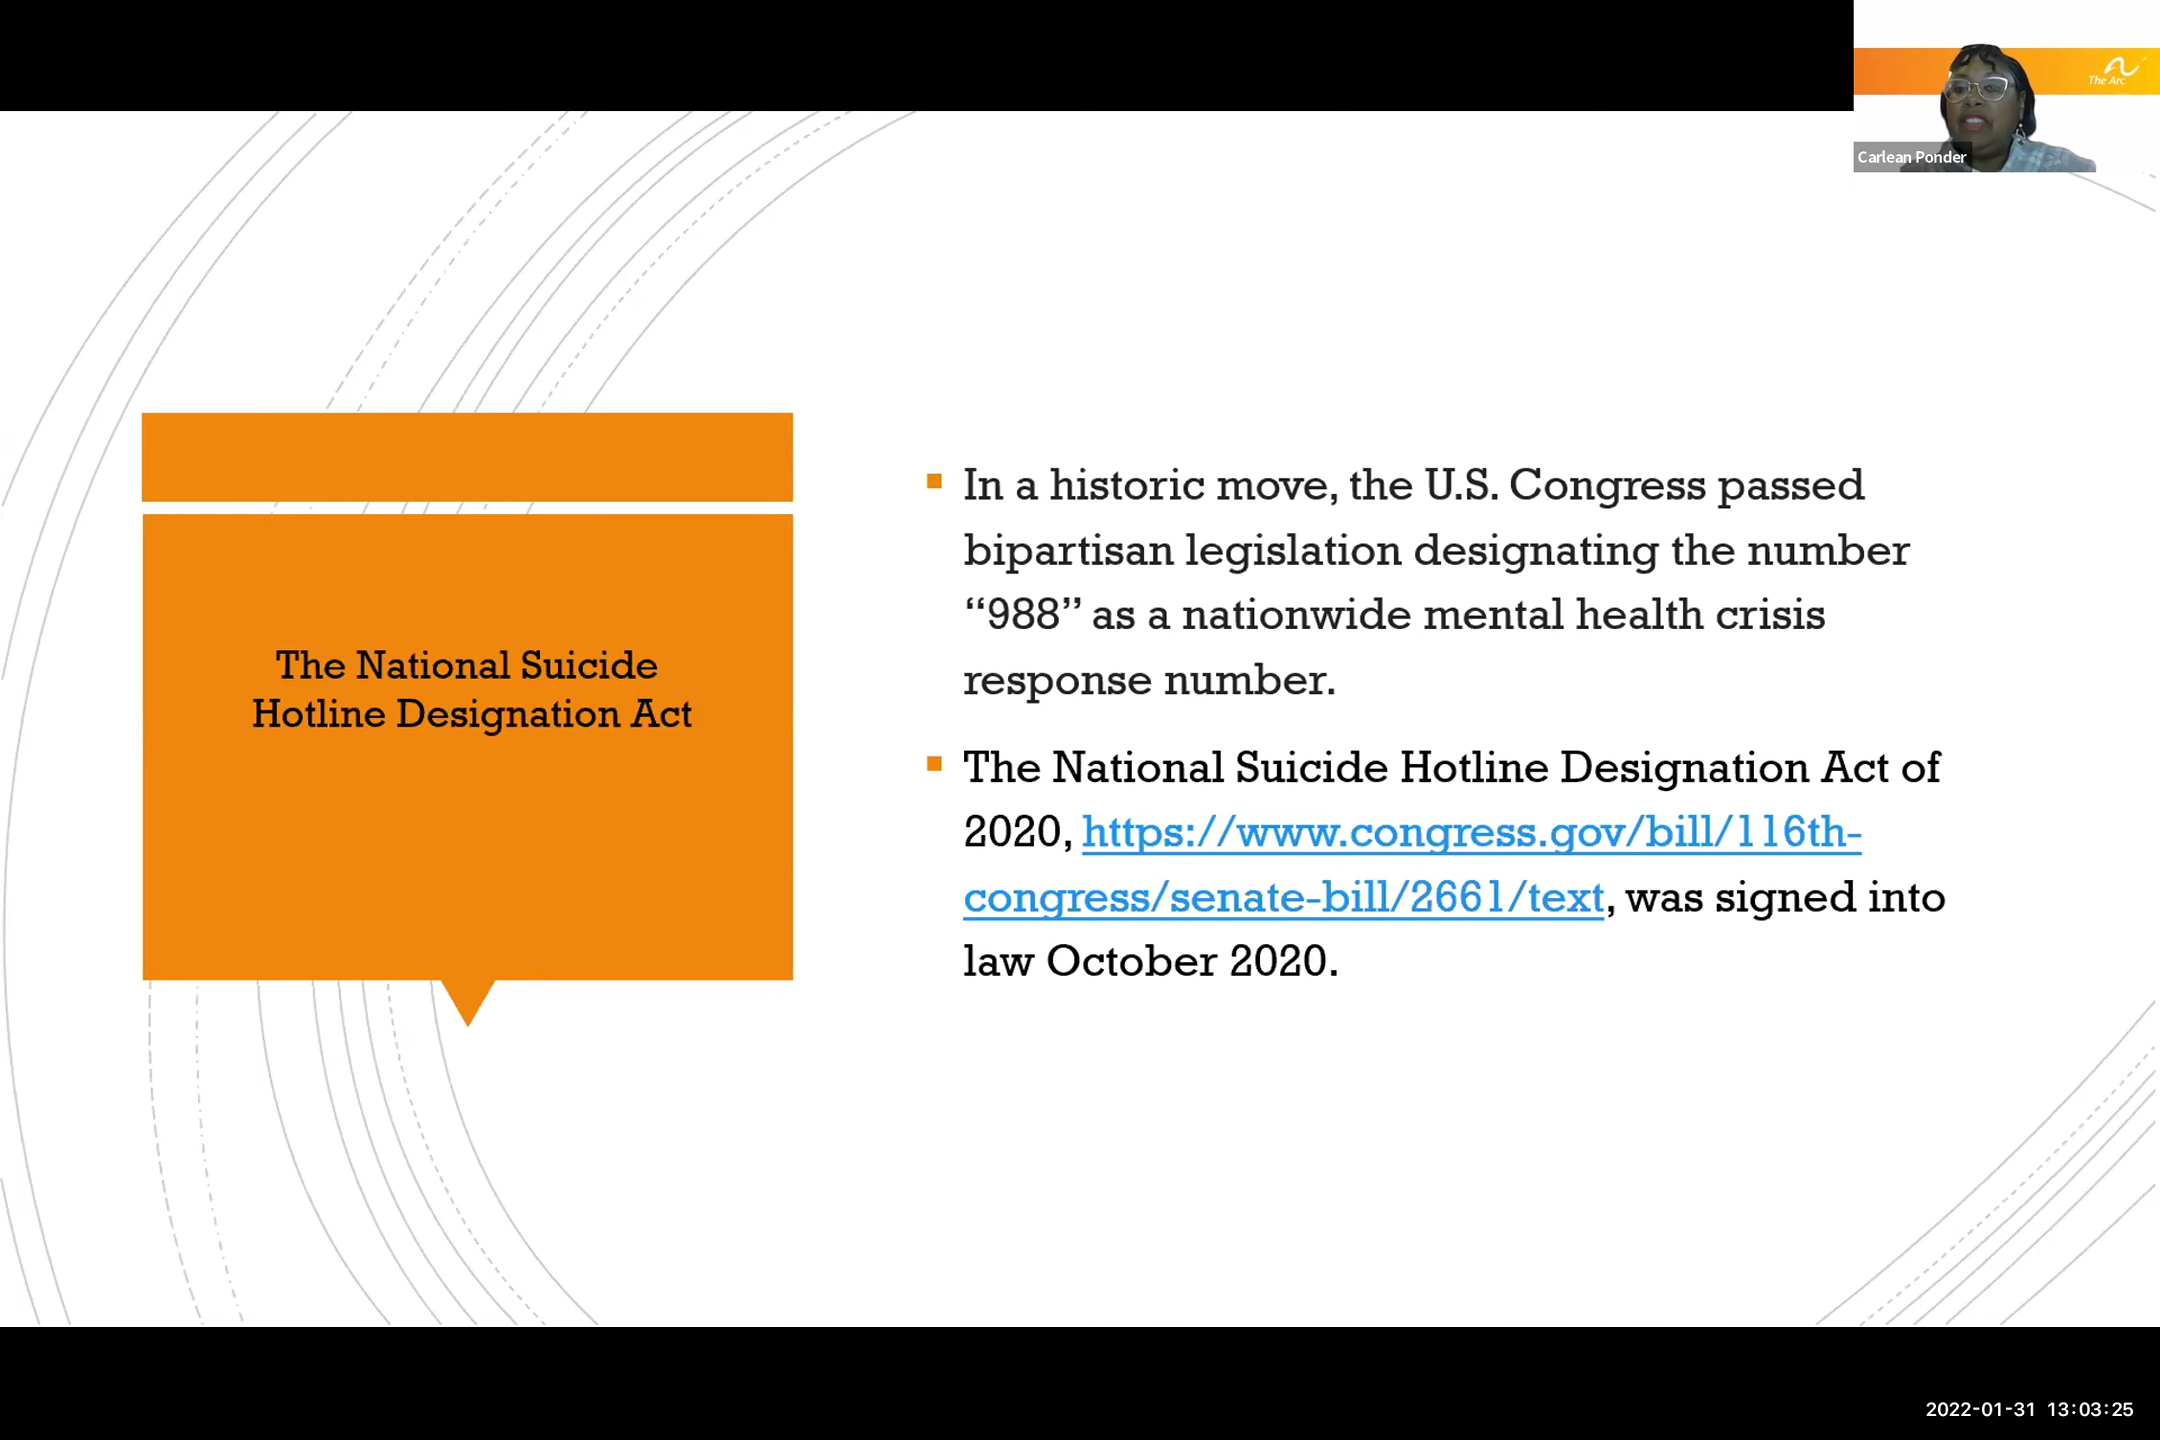 The Arc
Carlean Ponder
The National Suicide
Hotline Designation Act
In a historic move, the U.S. Congress passed
bipartisan legislation designating the number
“988” as a nationwide mental health crisis
response number.
The National Suicide Hotline Designation Act of
2020, https://www.congress.gov/bill/116th-
congress/senate-bill/2661/text, was signed into
law October 2020.
2022-01-31 13:03:25